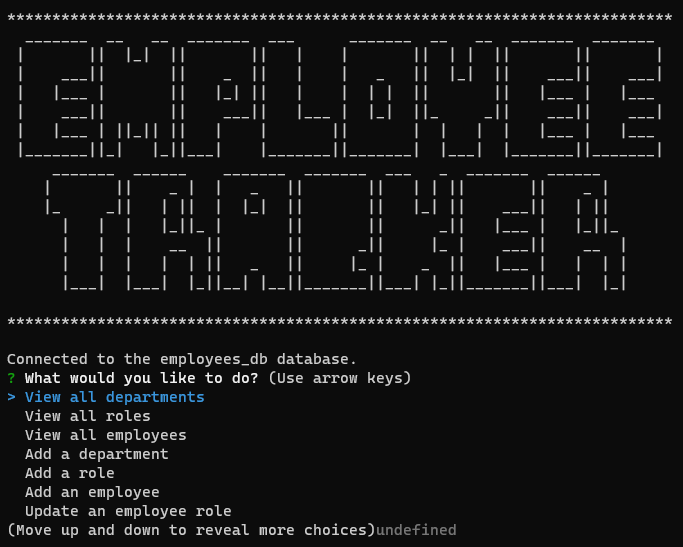 **************************************************************************
EMPLOYEE
TRACKER
**************************************************************************
Connected to the employees_db database.
? What would you like to do? (Use arrow keys)
> View all departments
View all roles
View all employees
Add a department
Add a role
Add an employee
Update an employee role
(Move up and down to reveal more choices)undefined